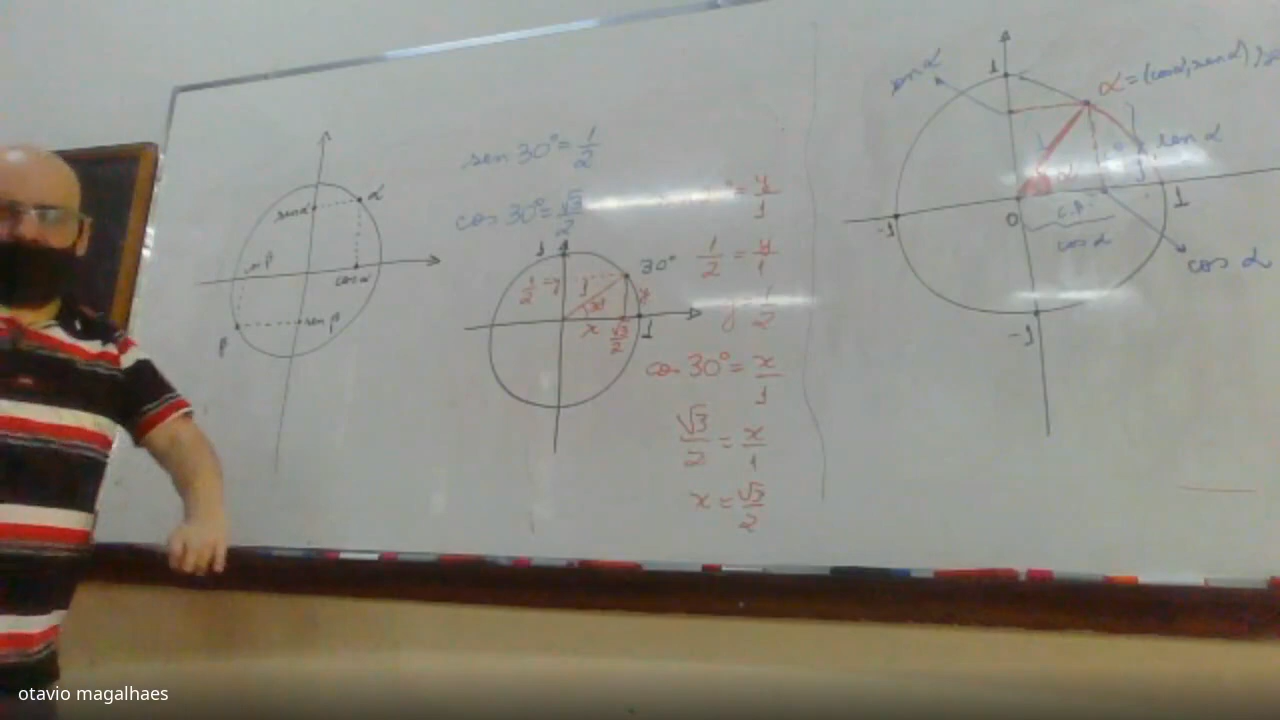 sen α
α
cos α
cos β
sen β
β
sen 30° = 1/2
cos 30° = √3/2
1
30°
1/2 = y
y
30°
x
y
√3/2
1
° = y/1
1/2 = y/1
y = 1/2
cos 30° = x/1
√3/2 = x/1
x = √3/2
sen α
1
α = (cos α, sen α)
1
α
sen α
-1
0
1
cos α
cos α
-1
otavio magalhaes